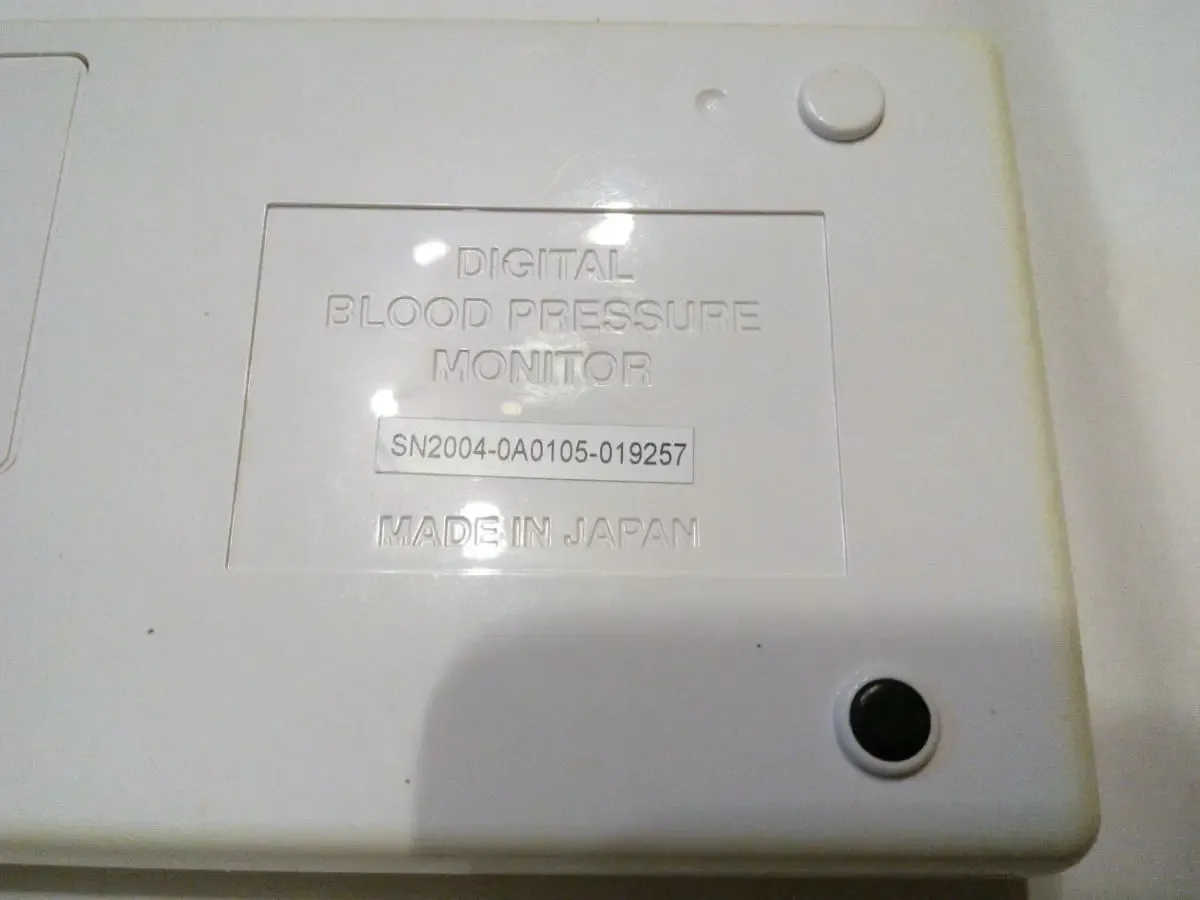 DIGITAL
BLOOD PRESSURE
MONITOR
SN2004-0A0105-019257
MADE IN JAPAN